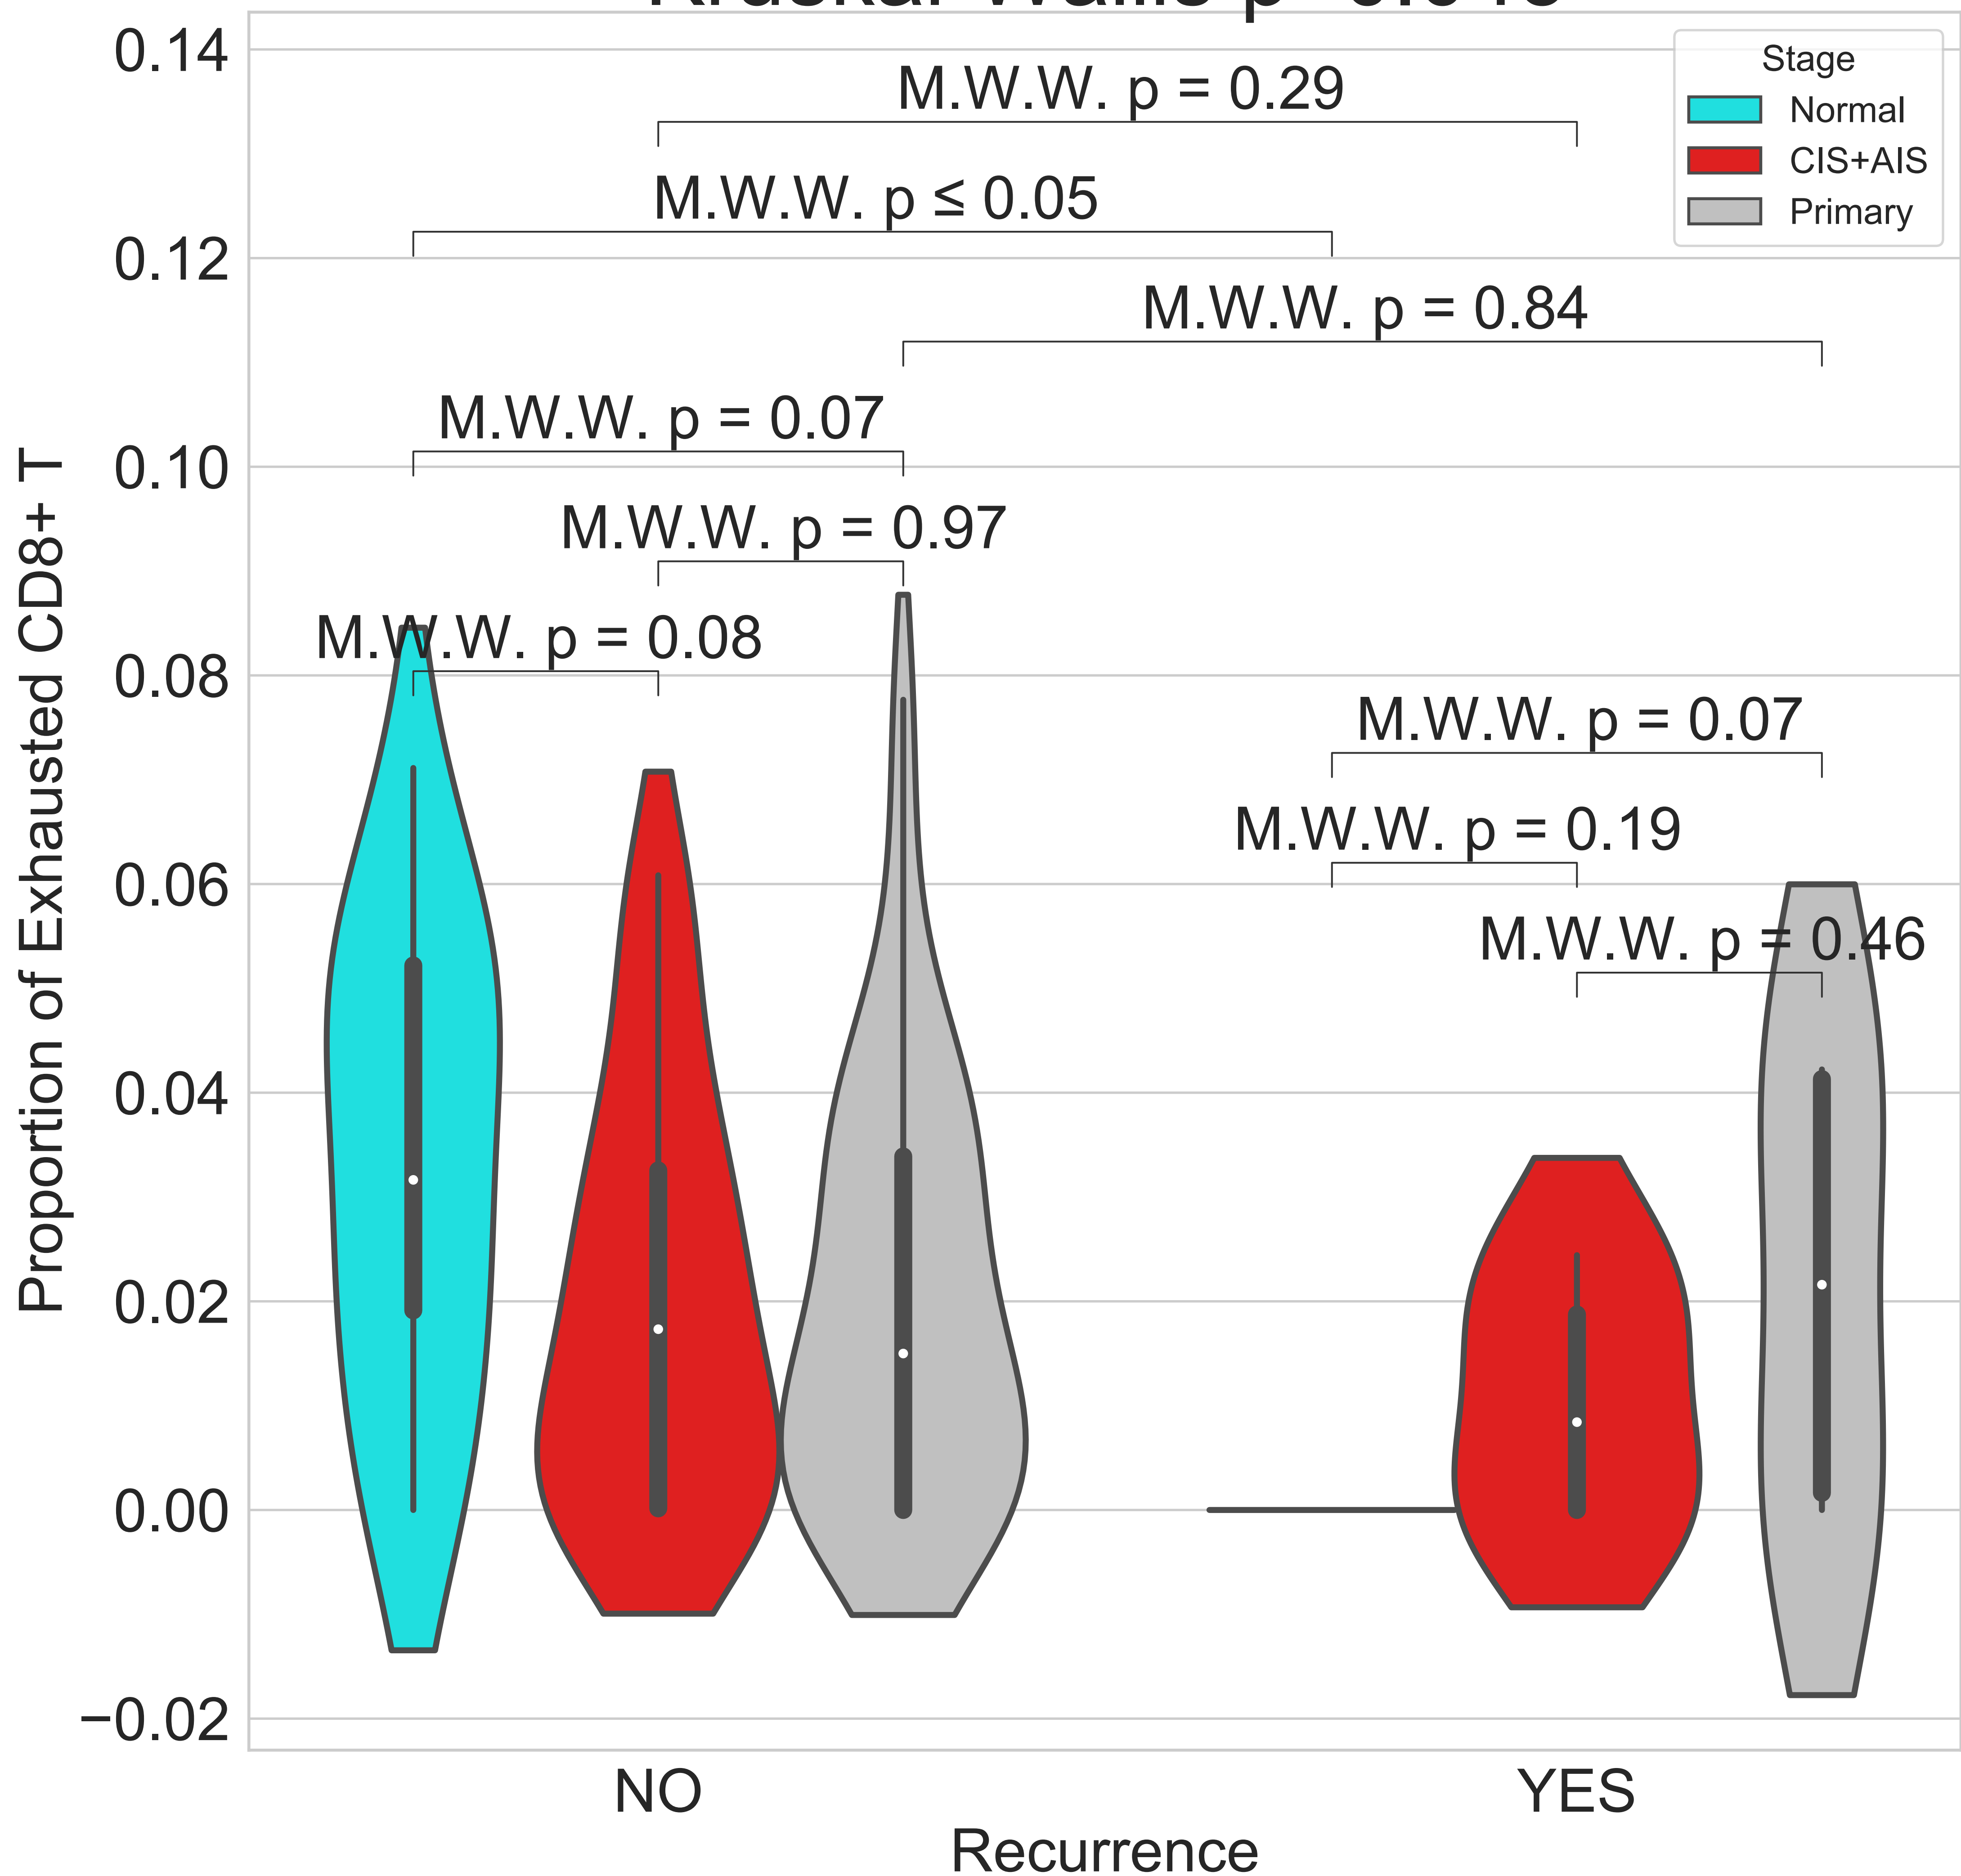 0.14
0.12
0.10
0.08
0.06
0.04
0.02
0.00
−0.02
Proportion of Exhausted CD8+ T
M.W.W. p = 0.29
M.W.W. p ≤ 0.05
M.W.W. p = 0.84
M.W.W. p = 0.07
M.W.W. p = 0.97
M.W.W. p = 0.08
M.W.W. p = 0.07
M.W.W. p = 0.19
M.W.W. p = 0.46
Stage
Normal
CIS+AIS
Primary
NO
YES
Recurrence